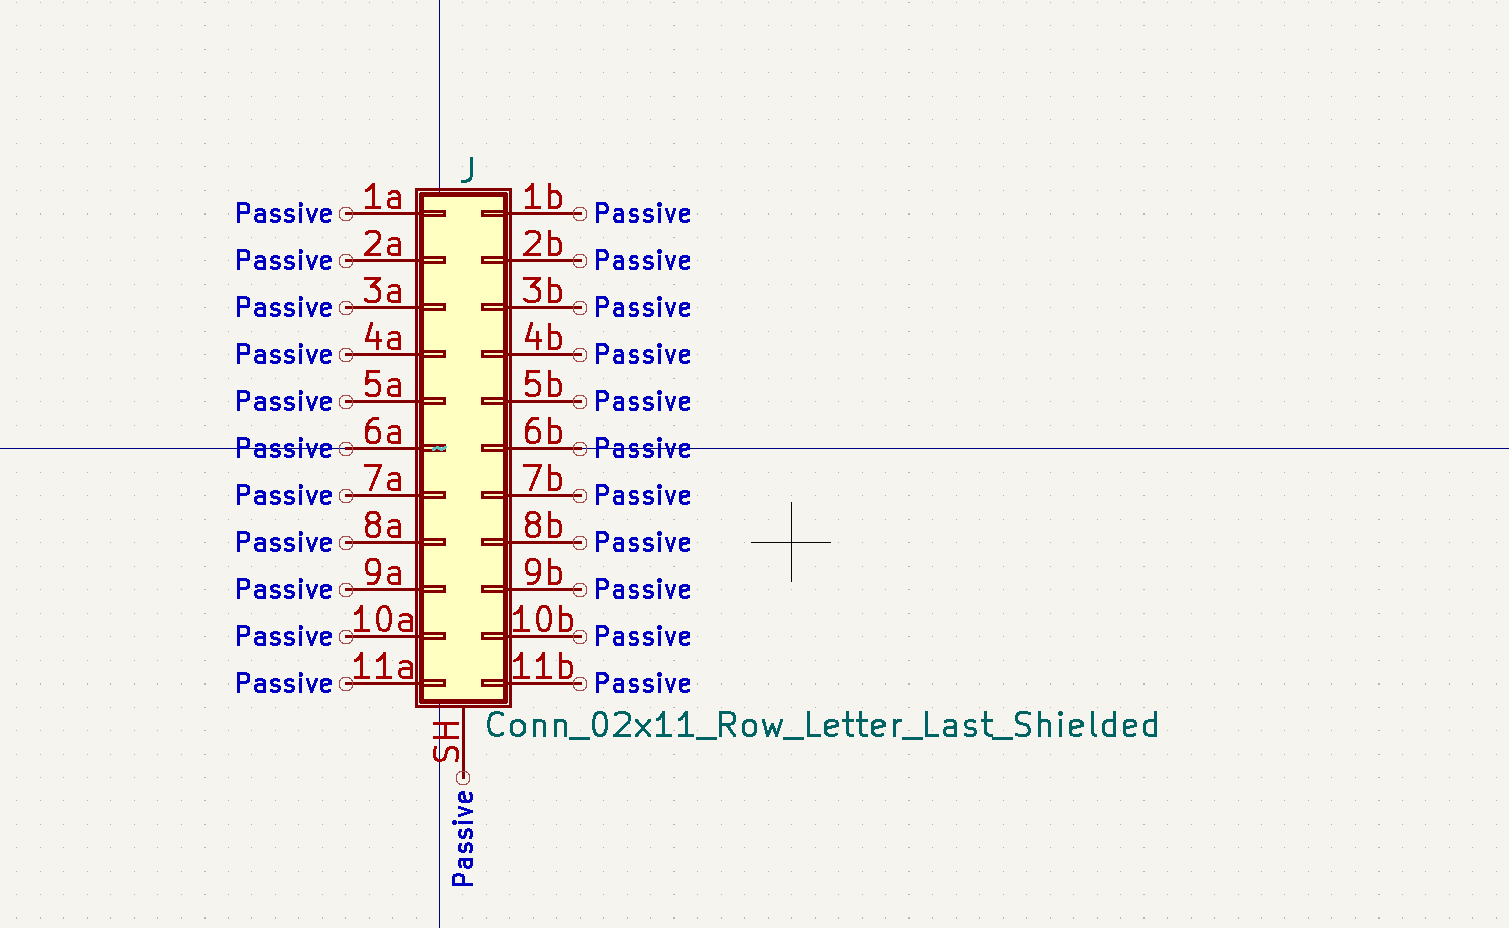 J
Passive 1a 1b Passive
Passive 2a 2b Passive
Passive 3a 3b Passive
Passive 4a 4b Passive
Passive 5a 5b Passive
Passive 6a ~ 6b Passive
Passive 7a 7b Passive
Passive 8a 8b Passive
Passive 9a 9b Passive
Passive 10a 10b Passive
Passive 11a 11b Passive
SH
Conn_02x11_Row_Letter_Last_Shielded
Passive